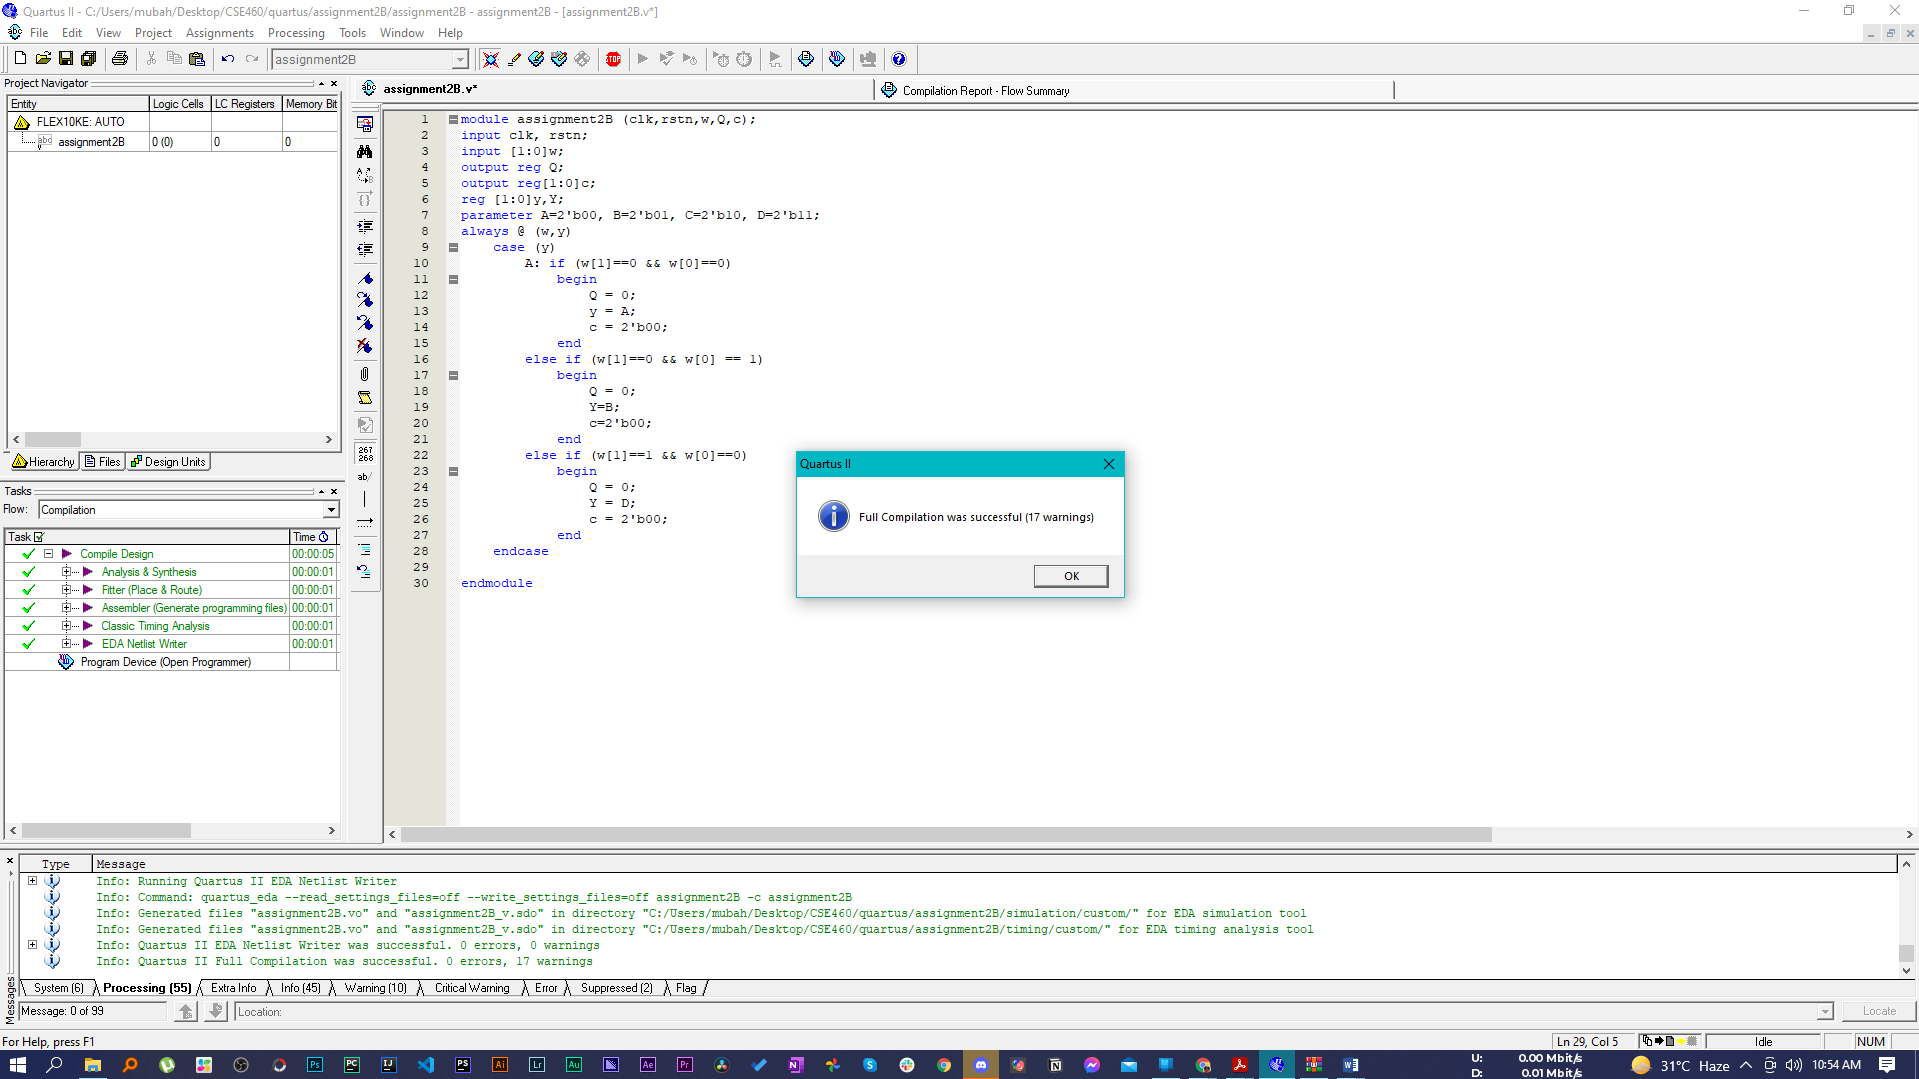 Quartus II - C:/Users/mubah/Desktop/CSE460/quartus/assignment2B/assignment2B - assignment2B - [assignment2B.v*]
File Edit View Project Assignments Processing Tools Window Help
assignment2B
Project Navigator
Entity Logic Cells LC Registers Memory Bit
FLEX10KE: AUTO
assignment2B 0 (0) 0 0
Hierarchy Files Design Units
Tasks
Flow: Compilation
Task Time
Compile Design 00:00:05
Analysis & Synthesis 00:00:01
Fitter (Place & Route) 00:00:01
Assembler (Generate programming files) 00:00:01
Classic Timing Analysis 00:00:01
EDA Netlist Writer 00:00:01
Program Device (Open Programmer)
267
268
ab/
assignment2B.v*
Compilation Report - Flow Summary
1 module assignment2B (clk,rstn,w,Q,c);
2 input clk, rstn;
3 input [1:0]w;
4 output reg Q;
5 output reg[1:0]c;
6 reg [1:0]y,Y;
7 parameter A=2'b00, B=2'b01, C=2'b10, D=2'b11;
8 always @ (w,y)
9 case (y)
10 A: if (w[1]==0 && w[0]==0)
11 begin
12 Q = 0;
13 y = A;
14 c = 2'b00;
15 end
16 else if (w[1]==0 && w[0] == 1)
17 begin
18 Q = 0;
19 Y=B;
20 c=2'b00;
21 end
22 else if (w[1]==1 && w[0]==0)
23 begin
24 Q = 0;
25 Y = D;
26 c = 2'b00;
27 end
28 endcase
29
30 endmodule
Quartus II
Full Compilation was successful (17 warnings)
OK
Type Message
Info: Running Quartus II EDA Netlist Writer
Info: Command: quartus_eda --read_settings_files=off --write_settings_files=off assignment2B -c assignment2B
Info: Generated files "assignment2B.vo" and "assignment2B_v.sdo" in directory "C:/Users/mubah/Desktop/CSE460/quartus/assignment2B/simulation/custom/" for EDA simulation tool
Info: Generated files "assignment2B.vo" and "assignment2B_v.sdo" in directory "C:/Users/mubah/Desktop/CSE460/quartus/assignment2B/timing/custom/" for EDA timing analysis tool
Info: Quartus II EDA Netlist Writer was successful. 0 errors, 0 warnings
Info: Quartus II Full Compilation was successful. 0 errors, 17 warnings
System (6) Processing (55) Extra Info Info (45) Warning (10) Critical Warning Error Suppressed (2) Flag
Messages
Message: 0 of 99 Location: Locate
For Help, press F1 Ln 29, Col 5 Idle NUM
U: 0.00 Mbit/s
D: 0.01 Mbit/s
31°C Haze 10:54 AM